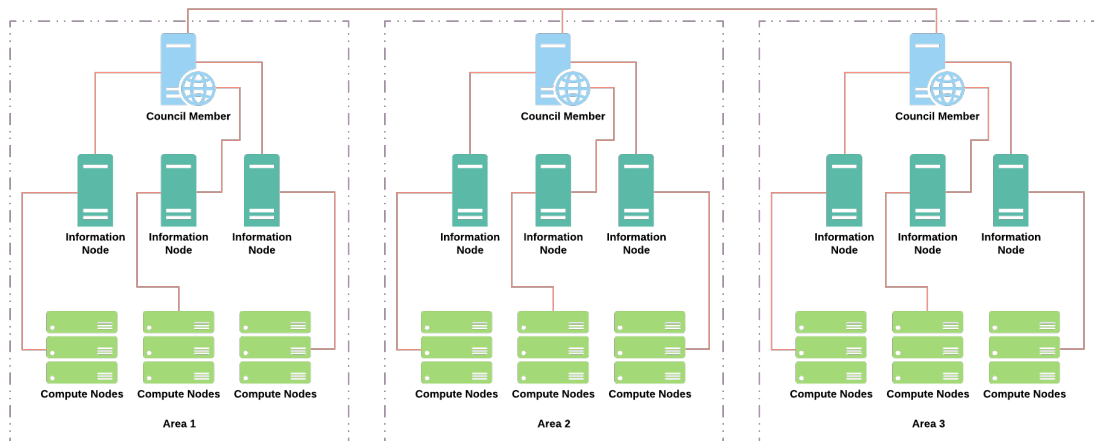 Council Member
Council Member
Council Member
Information Node
Information Node
Information Node
Information Node
Information Node
Information Node
Information Node
Information Node
Information Node
Compute Nodes
Compute Nodes
Compute Nodes
Compute Nodes
Compute Nodes
Compute Nodes
Compute Nodes
Compute Nodes
Compute Nodes
Area 1
Area 2
Area 3